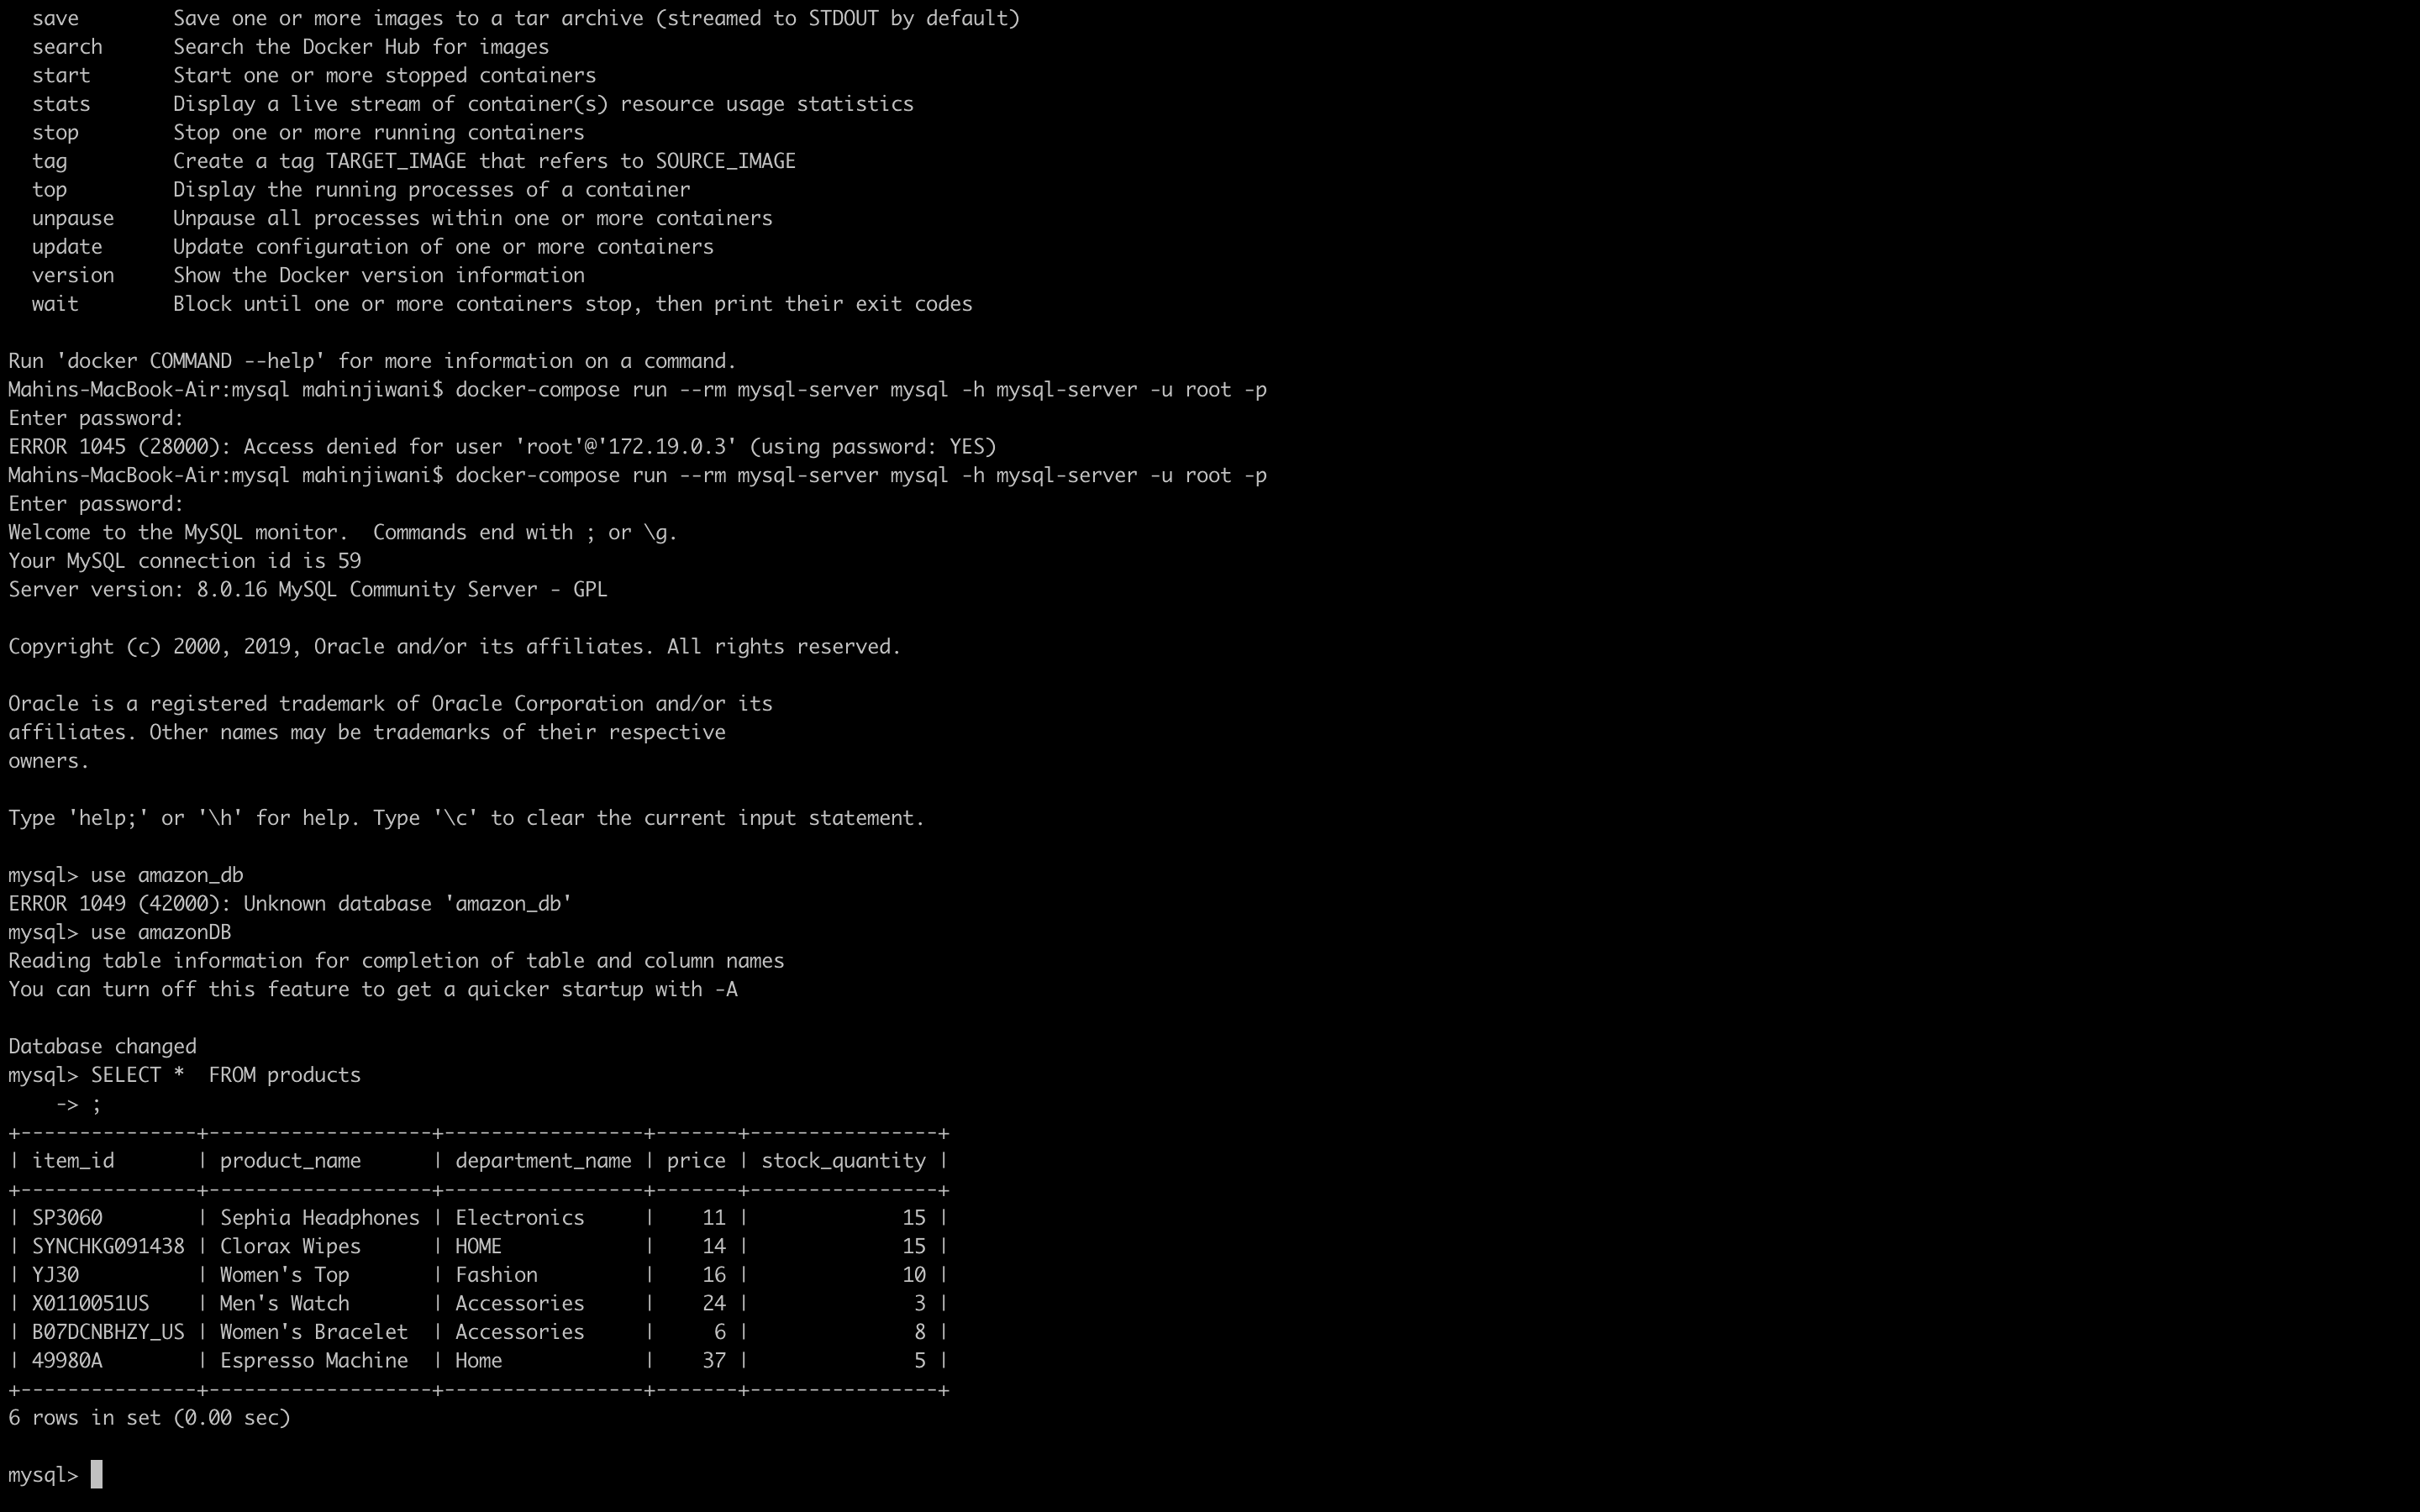 save        Save one or more images to a tar archive (streamed to STDOUT by default)
  search      Search the Docker Hub for images
  start       Start one or more stopped containers
  stats       Display a live stream of container(s) resource usage statistics
  stop        Stop one or more running containers
  tag         Create a tag TARGET_IMAGE that refers to SOURCE_IMAGE
  top         Display the running processes of a container
  unpause     Unpause all processes within one or more containers
  update      Update configuration of one or more containers
  version     Show the Docker version information
  wait        Block until one or more containers stop, then print their exit codes

Run 'docker COMMAND --help' for more information on a command.
Mahins-MacBook-Air:mysql mahinjiwani$ docker-compose run --rm mysql-server mysql -h mysql-server -u root -p
Enter password:
ERROR 1045 (28000): Access denied for user 'root'@'172.19.0.3' (using password: YES)
Mahins-MacBook-Air:mysql mahinjiwani$ docker-compose run --rm mysql-server mysql -h mysql-server -u root -p
Enter password:
Welcome to the MySQL monitor.  Commands end with ; or \g.
Your MySQL connection id is 59
Server version: 8.0.16 MySQL Community Server - GPL

Copyright (c) 2000, 2019, Oracle and/or its affiliates. All rights reserved.

Oracle is a registered trademark of Oracle Corporation and/or its
affiliates. Other names may be trademarks of their respective
owners.

Type 'help;' or '\h' for help. Type '\c' to clear the current input statement.

mysql> use amazon_db
ERROR 1049 (42000): Unknown database 'amazon_db'
mysql> use amazonDB
Reading table information for completion of table and column names
You can turn off this feature to get a quicker startup with -A

Database changed
mysql> SELECT *  FROM products
    -> ;
+---------------+-------------------+-----------------+-------+----------------+
| item_id       | product_name      | department_name | price | stock_quantity |
+---------------+-------------------+-----------------+-------+----------------+
| SP3060        | Sephia Headphones | Electronics     |    11 |             15 |
| SYNCHKG091438 | Clorax Wipes      | HOME            |    14 |             15 |
| YJ30          | Women's Top       | Fashion         |    16 |             10 |
| X0110051US    | Men's Watch       | Accessories     |    24 |              3 |
| B07DCNBHZY_US | Women's Bracelet  | Accessories     |     6 |              8 |
| 49980A        | Espresso Machine  | Home            |    37 |              5 |
+---------------+-------------------+-----------------+-------+----------------+
6 rows in set (0.00 sec)

mysql>